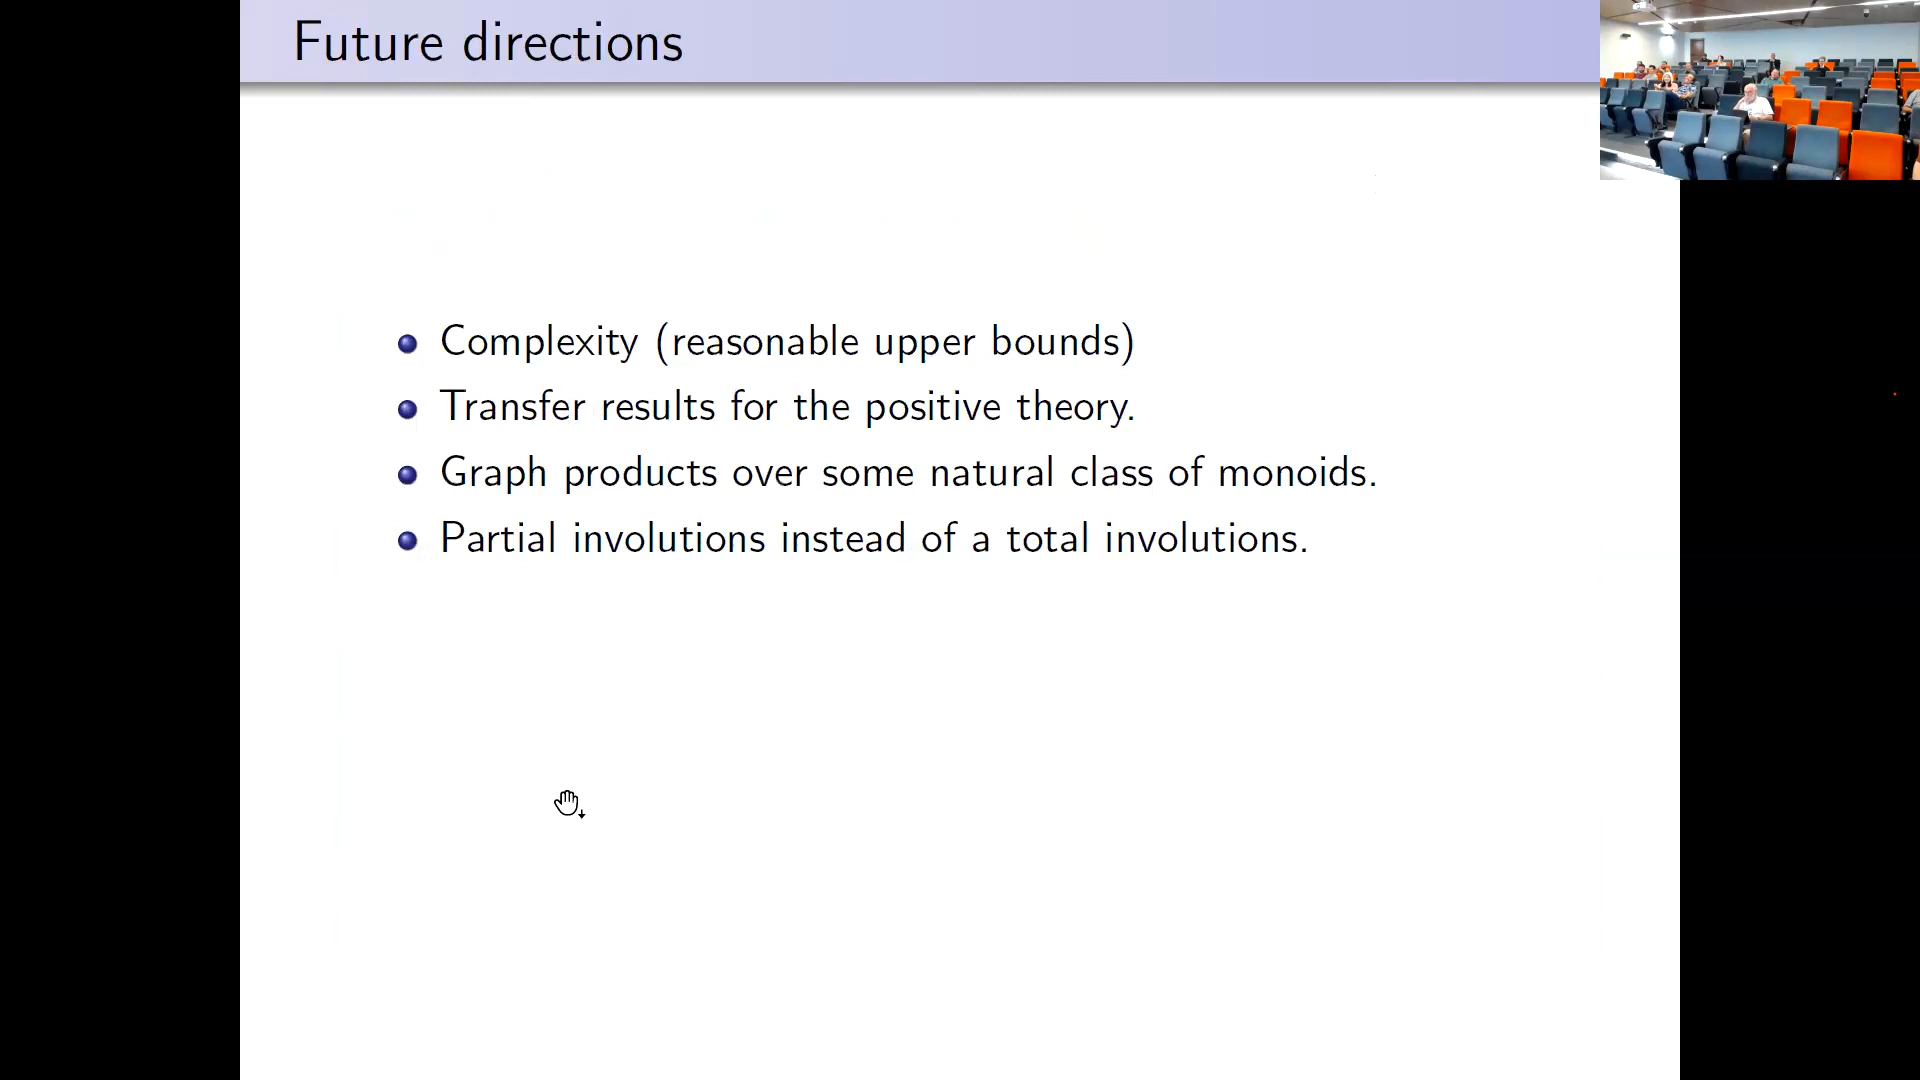 Future directions
Complexity (reasonable upper bounds)
Transfer results for the positive theory.
Graph products over some natural class of monoids.
Partial involutions instead of a total involutions.